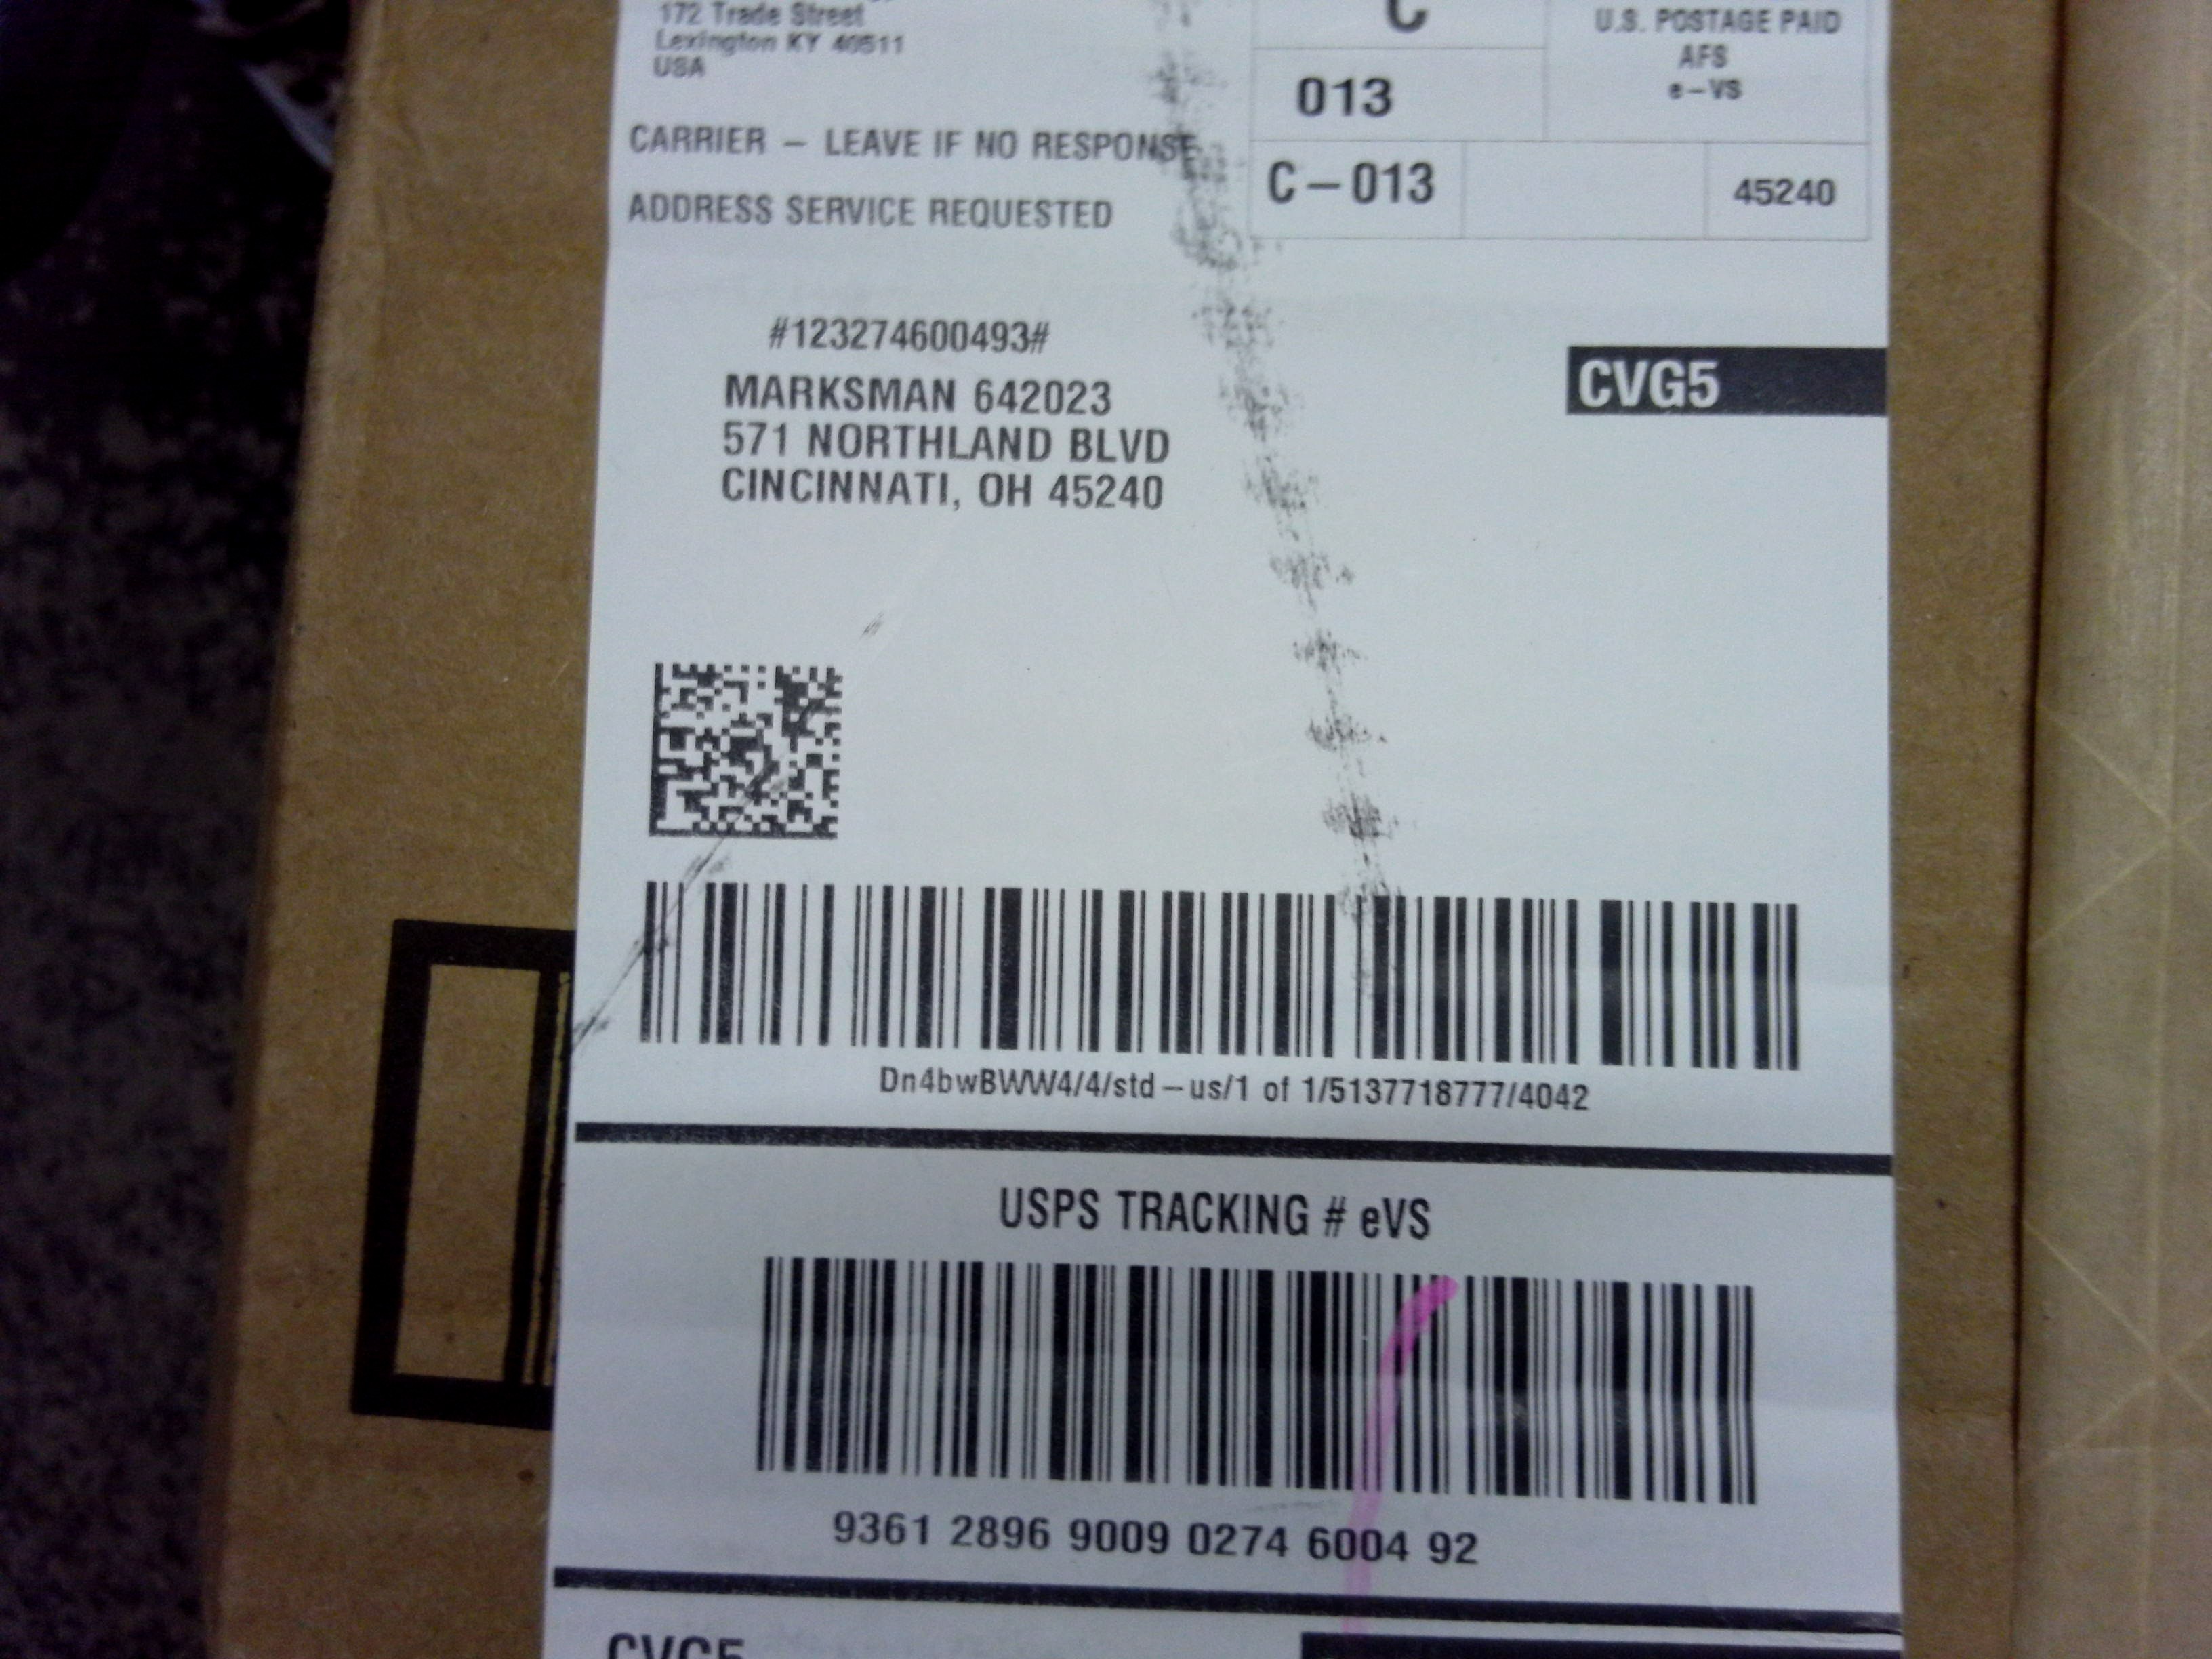 172 Trade Street
Lexington KY 40511
USA
CARRIER – LEAVE IF NO RESPONSE
ADDRESS SERVICE REQUESTED
C
013
U.S. POSTAGE PAID
AFS
e–VS
C–013
45240
#123274600493#
MARKSMAN 642023
571 NORTHLAND BLVD
CINCINNATI, OH 45240
CVG5
Dn4bwBWW4/4/std–us/1 of 1/5137718777/4042
USPS TRACKING # eVS
9361 2896 9009 0274 6004 92
CVG5